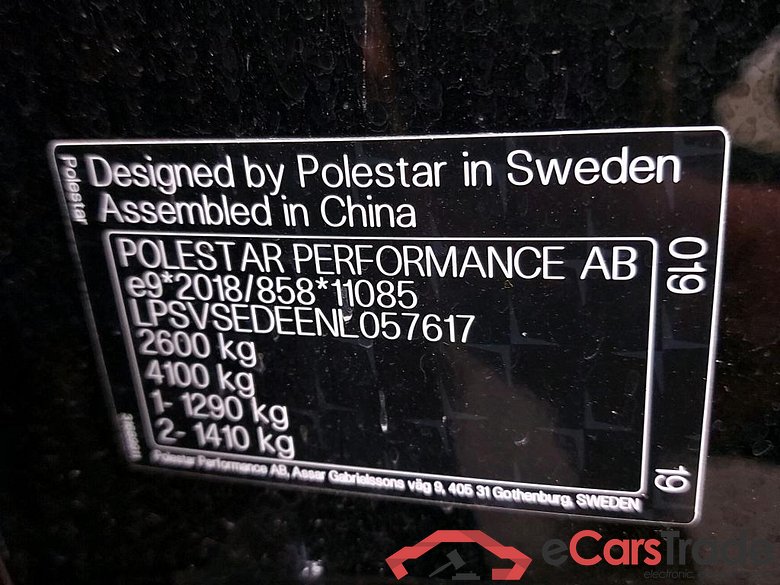 Polestar
Designed by Polestar in Sweden
Assembled in China
POLESTAR PERFORMANCE AB
e9*2018/858*11085
LPSVSEDEENL057617
2600 kg
4100 kg
1- 1290 kg
2- 1410 kg
019
19
Polestar Performance AB, Assar Gabrielssons väg 9, 405 31 Gothenburg, SWEDEN
eCarsTrade
electronic